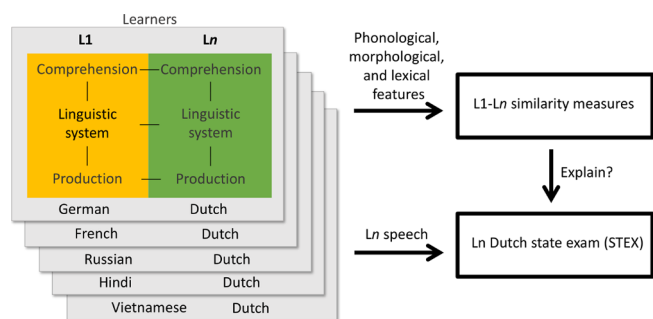 Learners
L1 Ln
Comprehension Comprehension
Linguistic Linguistic
system system
Production Production
German Dutch
French Dutch
Russian Dutch
Hindi Dutch
Vietnamese Dutch
Phonological,
morphological,
and lexical
features
L1-Ln similarity measures
Explain?
Ln speech
Ln Dutch state exam (STEX)